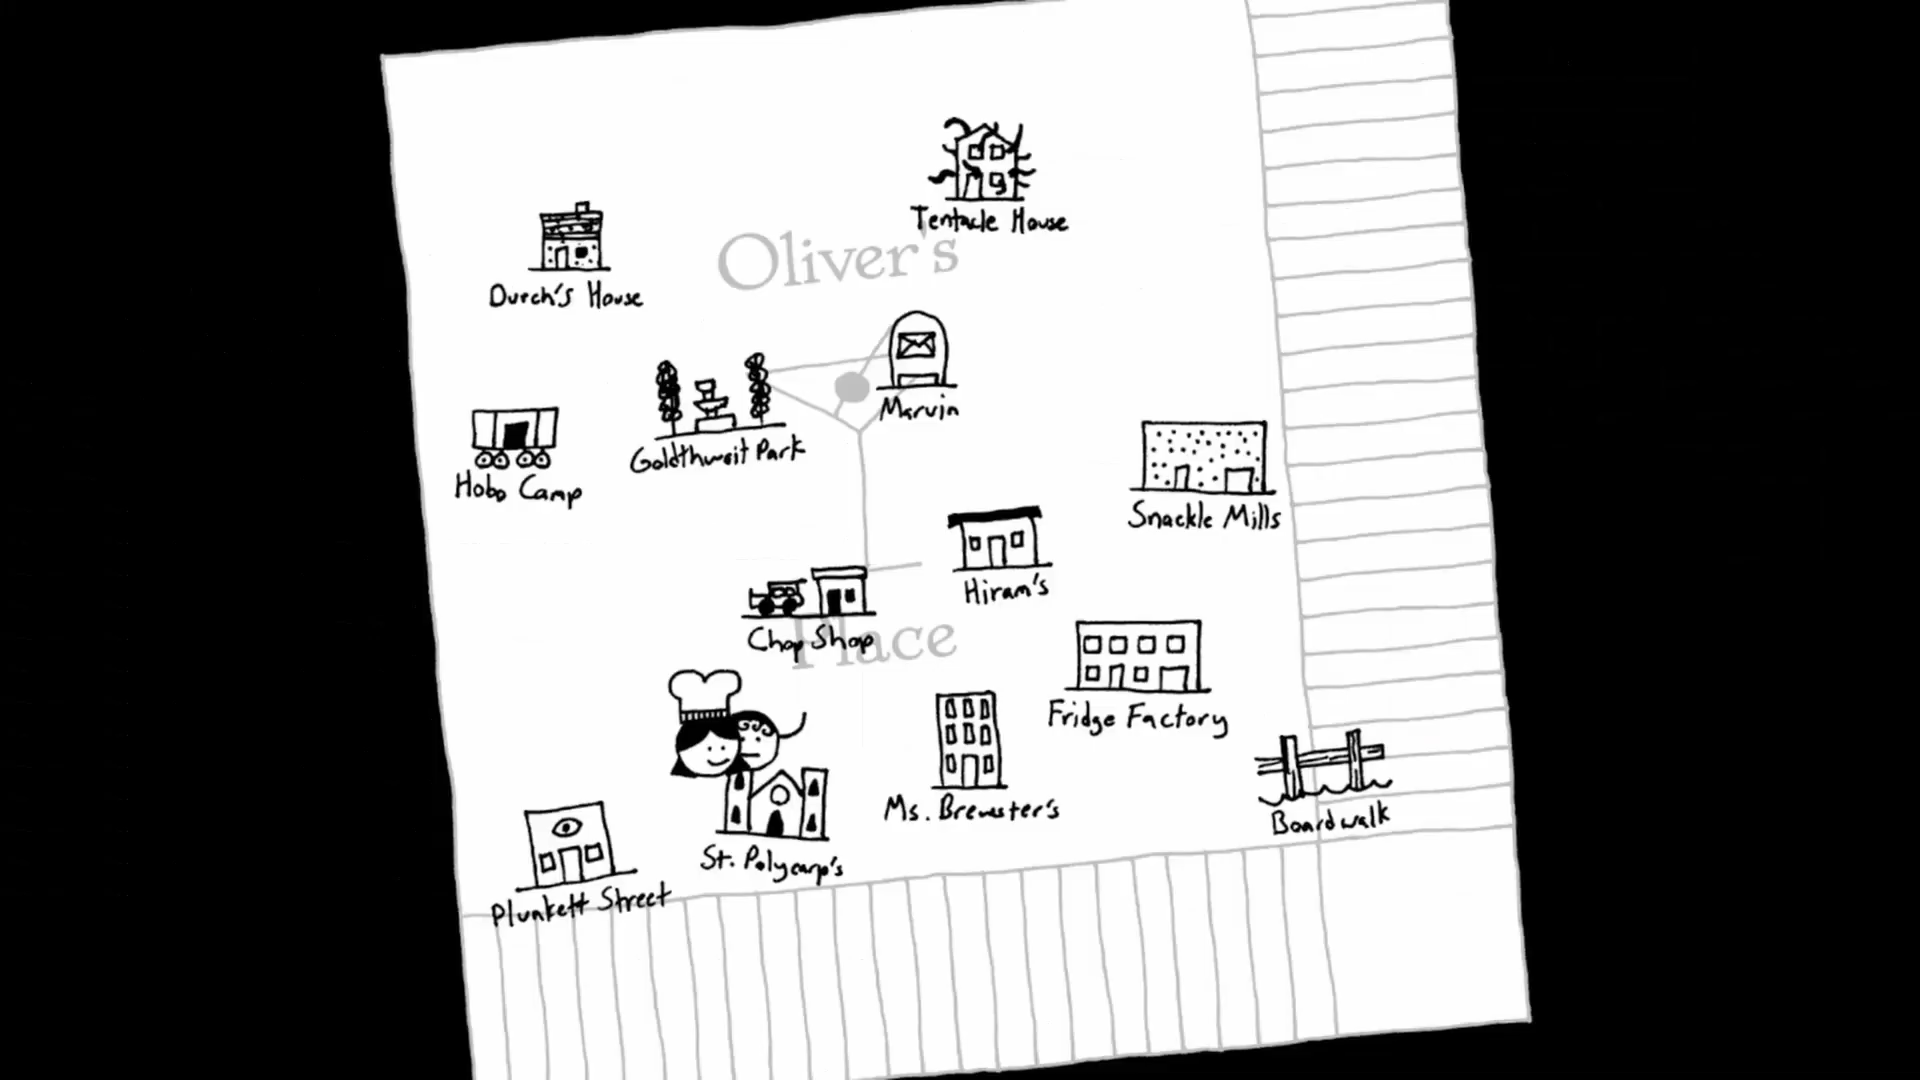 Tentacle House
Oliver's
Durch's House
Marvin
Goldthwait Park
Hobo Camp
Snackle Mills
Hiram's
Chop Shop
Place
Fridge Factory
Ms. Brewster's
Boardwalk
St. Polycarp's
Plunkett Street